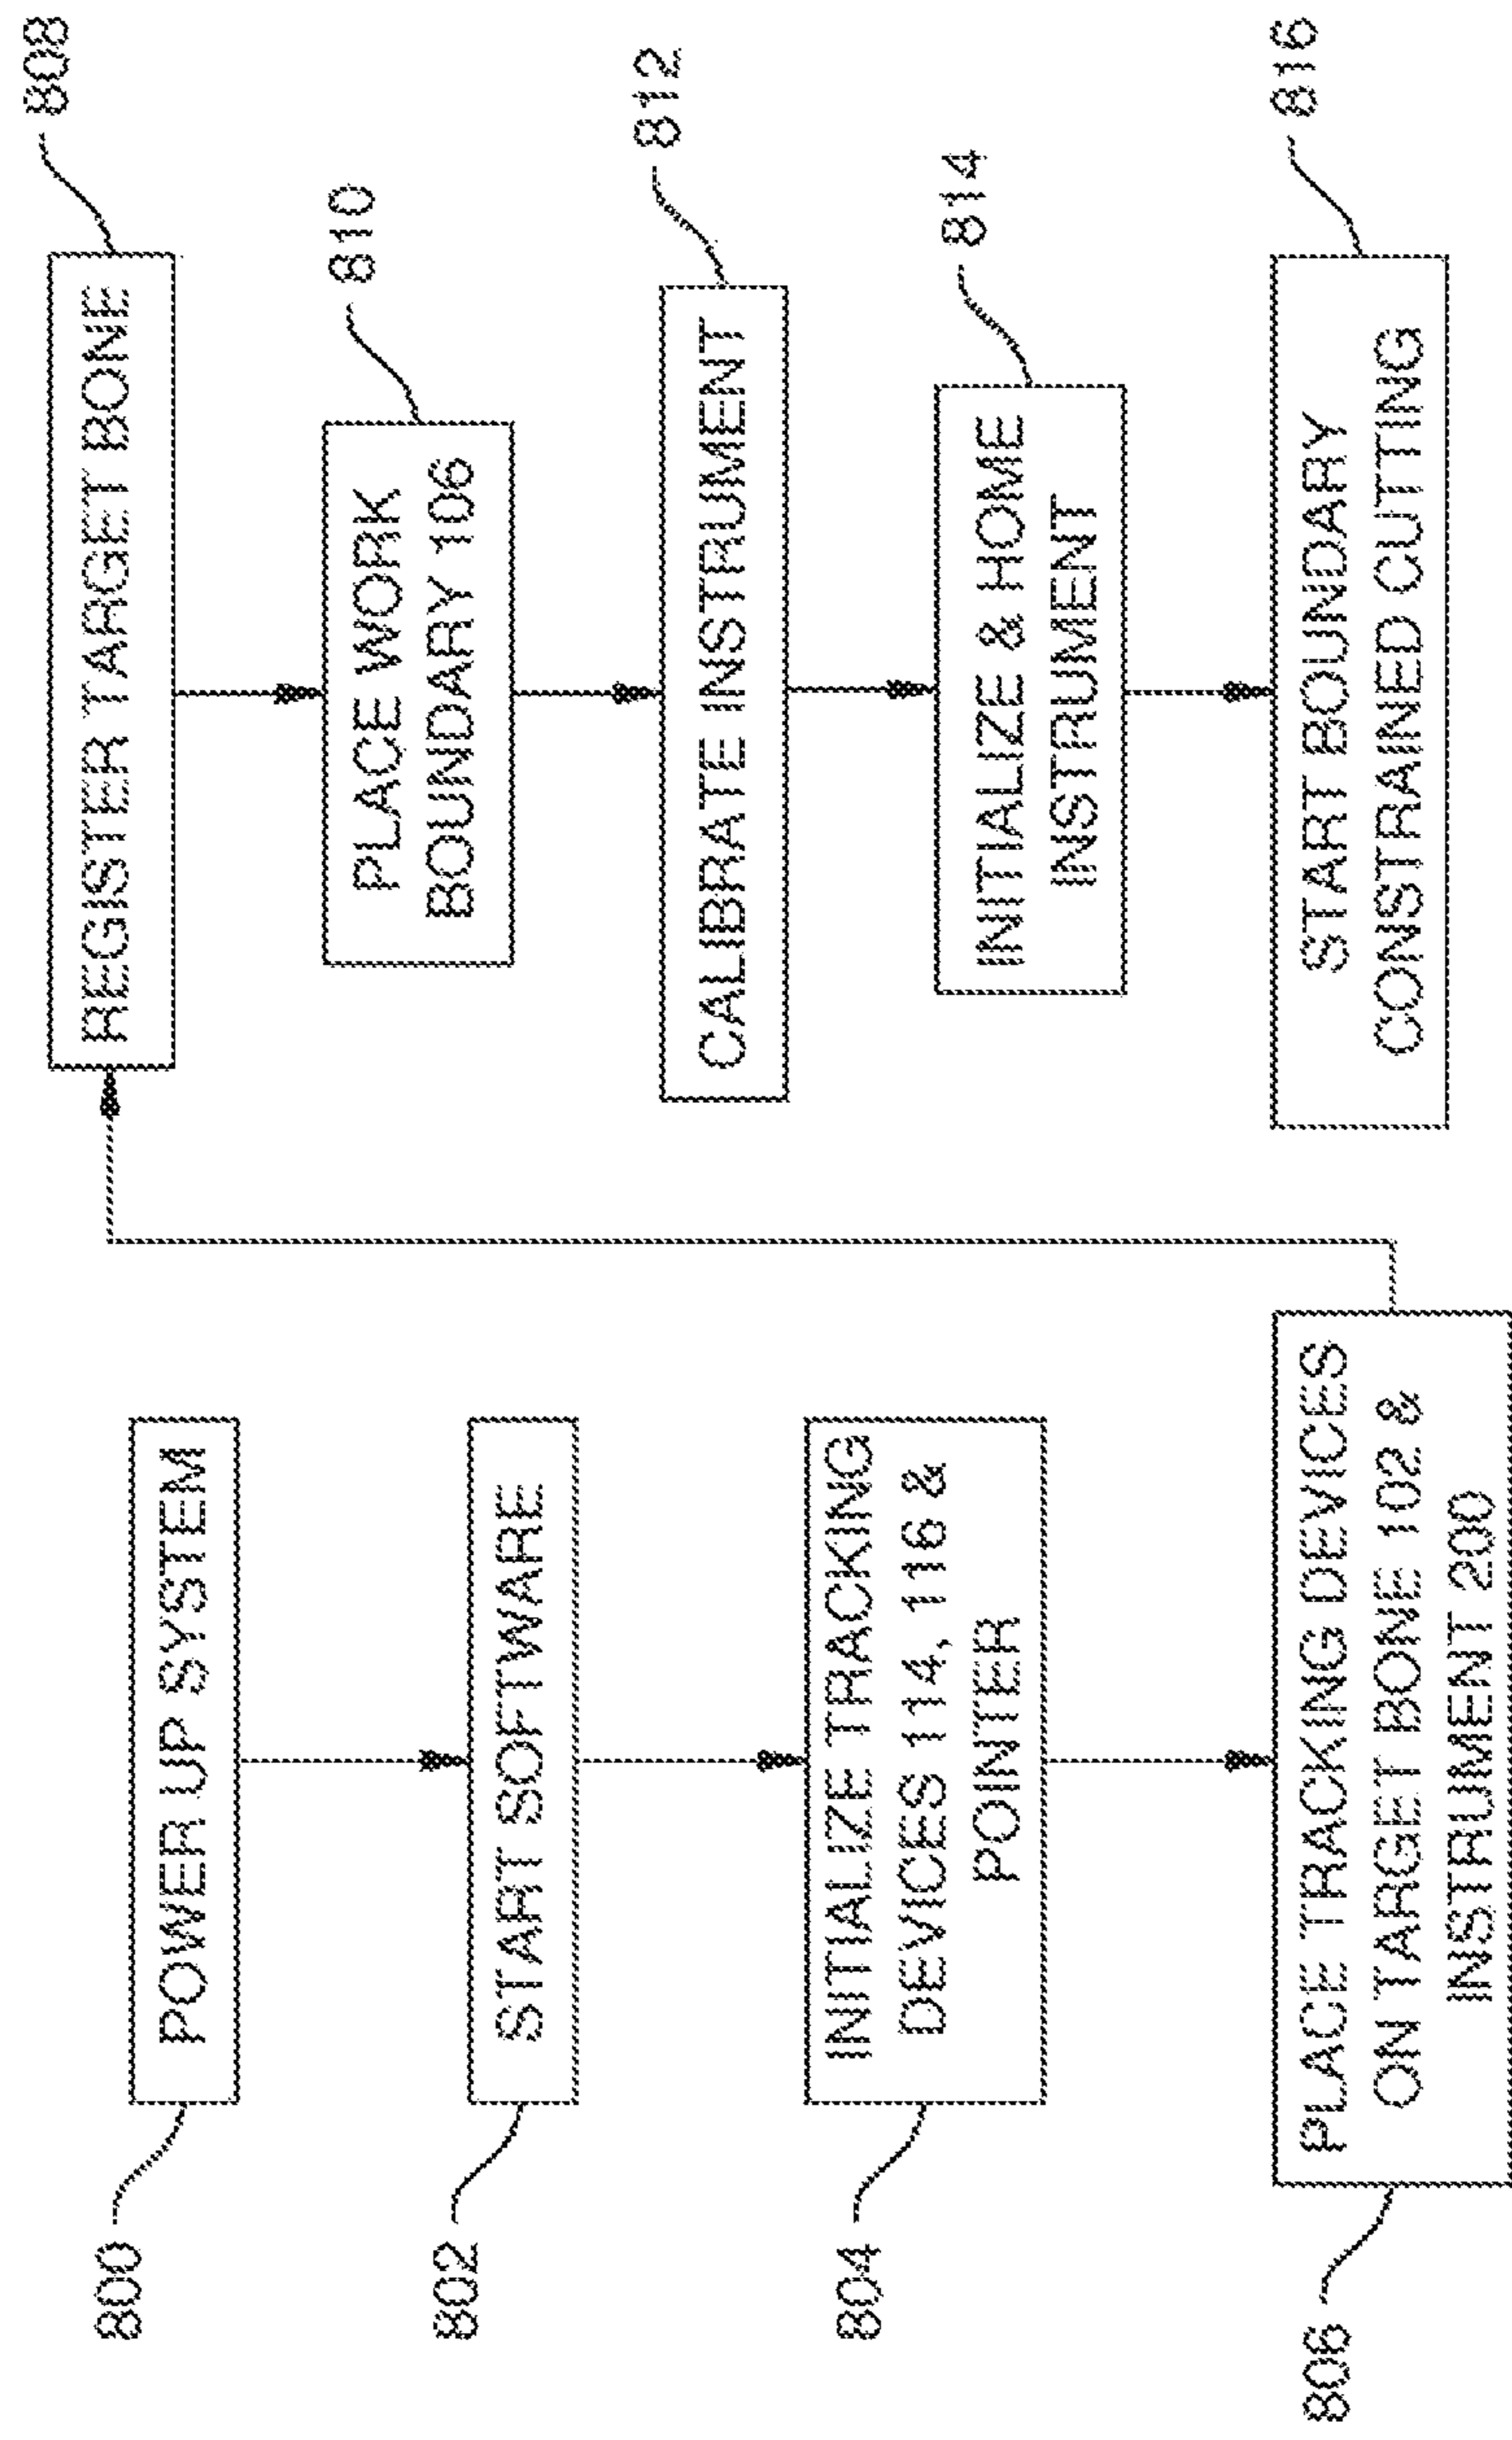 800
POWER UP SYSTEM
802
START SOFTWARE
804
INITIALIZE TRACKING
DEVICES 114, 116 &
POINTER
806
PLACE TRACKING DEVICES
ON TARGET BONE 102 &
INSTRUMENT 200
REGISTER TARGET BONE
808
PLACE WORK
BOUNDARY 106
810
CALIBRATE INSTRUMENT
812
INITIALIZE & HOME
INSTRUMENT
814
START BOUNDARY
CONSTRAINED CUTTING
816